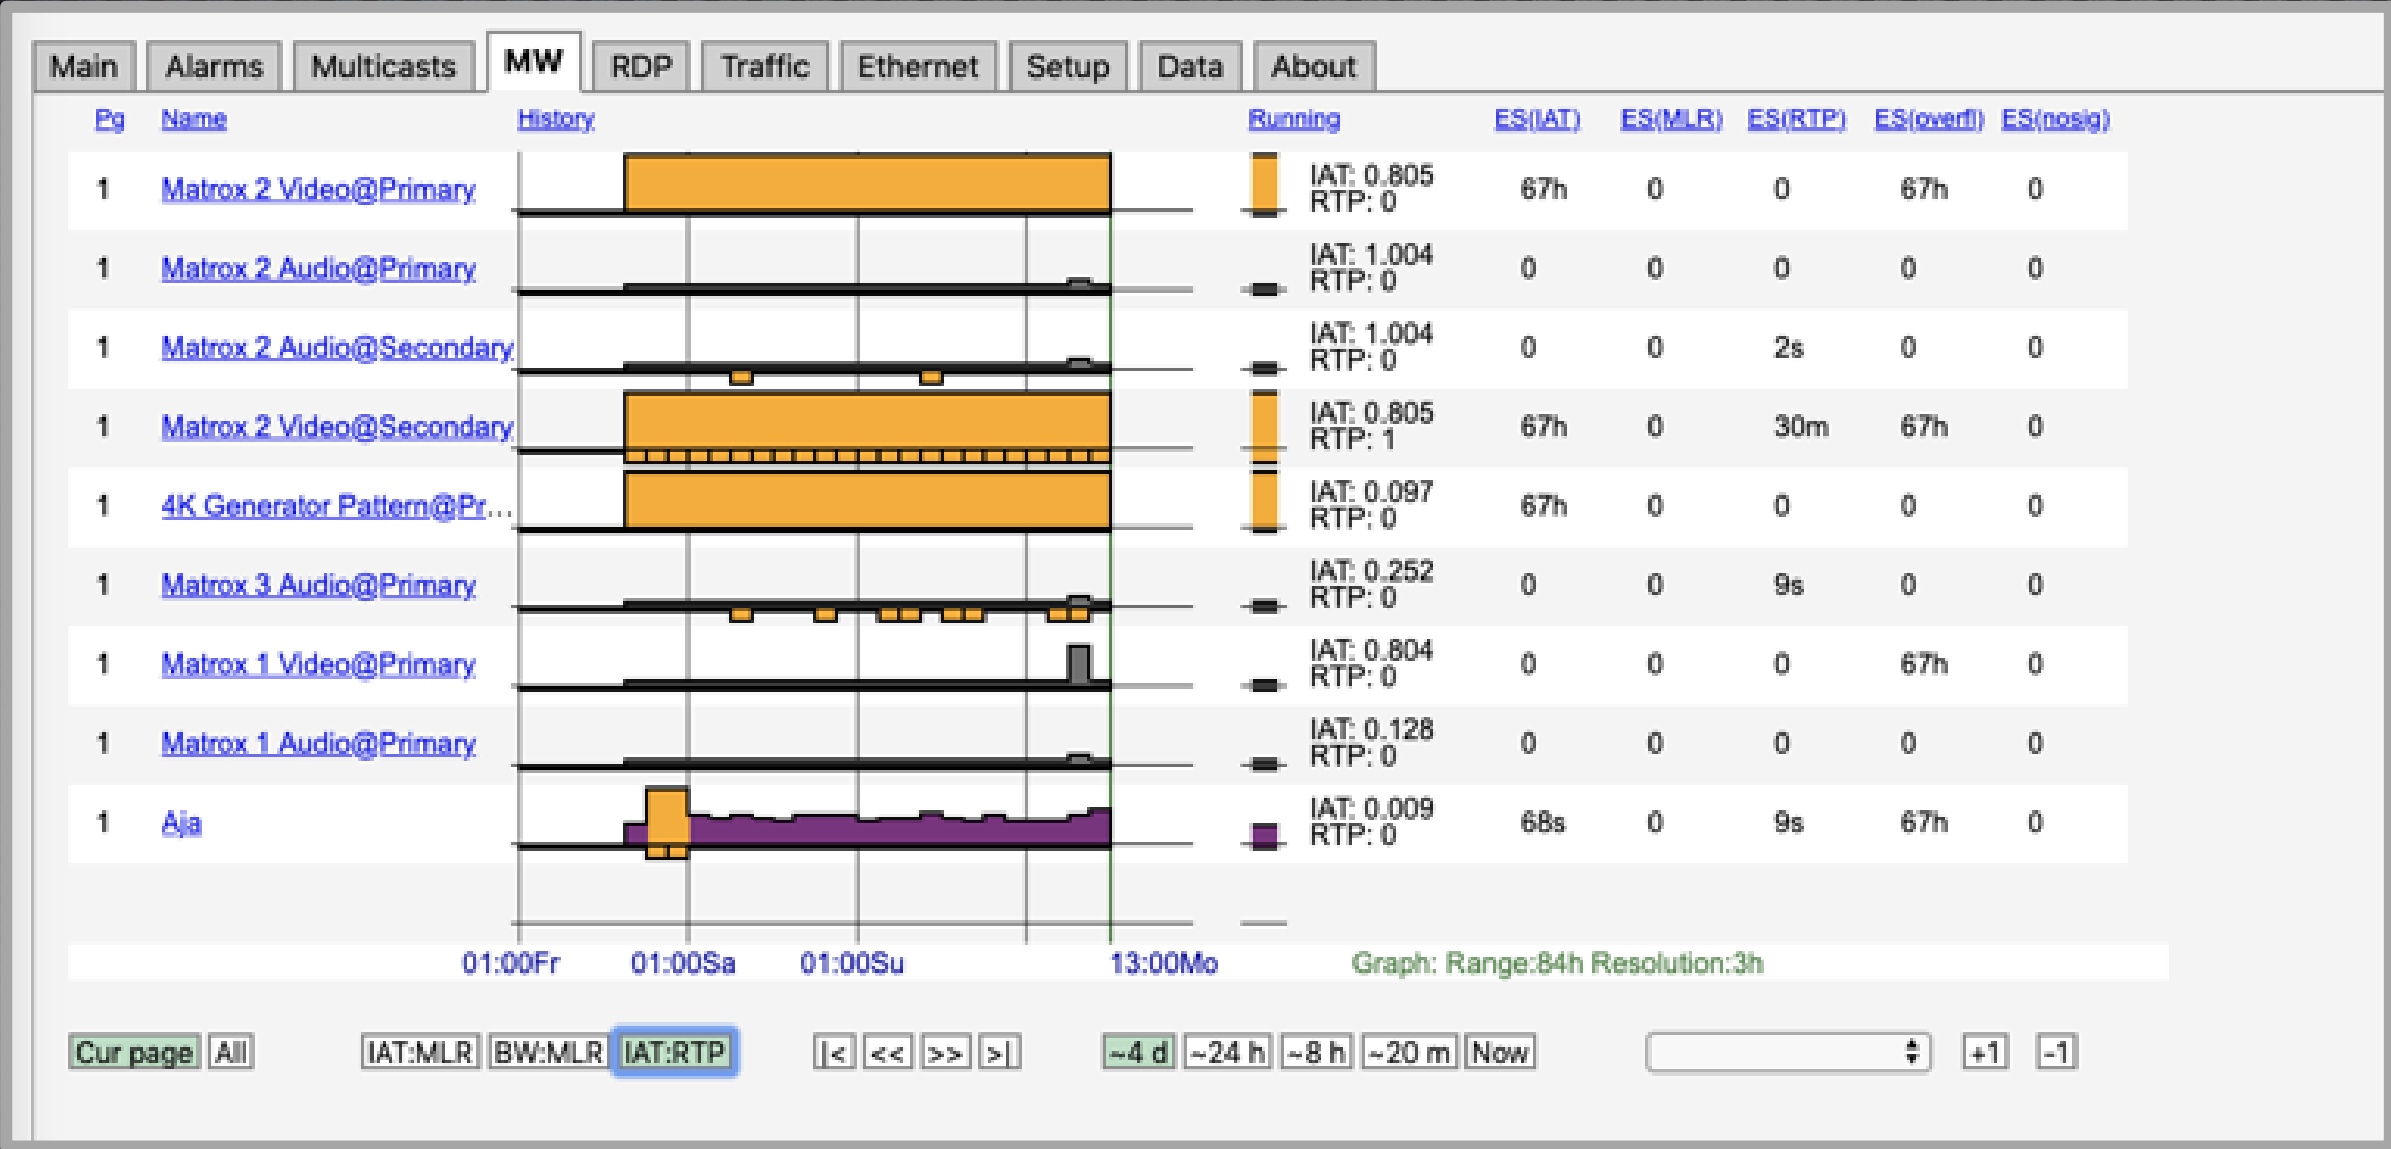 Main Alarms Multicasts MW RDP Traffic Ethernet Setup Data About
Pg Name History Running ES(IAT) ES(MLR) ES(RTP) ES(overfl) ES(nosig)
1 Matrox 2 Video@Primary IAT: 0.805 67h 0 0 67h 0
RTP: 0
1 Matrox 2 Audio@Primary IAT: 1.004 0 0 0 0 0
RTP: 0
1 Matrox 2 Audio@Secondary IAT: 1.004 0 0 2s 0 0
RTP: 0
1 Matrox 2 Video@Secondary IAT: 0.805 67h 0 30m 67h 0
RTP: 1
1 4K Generator Pattern@Pr... IAT: 0.097 67h 0 0 0 0
RTP: 0
1 Matrox 3 Audio@Primary IAT: 0.252 0 0 9s 0 0
RTP: 0
1 Matrox 1 Video@Primary IAT: 0.804 0 0 0 67h 0
RTP: 0
1 Matrox 1 Audio@Primary IAT: 0.128 0 0 0 0 0
RTP: 0
1 Aja IAT: 0.009 68s 0 9s 67h 0
RTP: 0
01:00Fr 01:00Sa 01:00Su 13:00Mo Graph: Range:84h Resolution:3h
Cur page All IAT:MLR BW:MLR IAT:RTP |< << >> >| ~4 d ~24 h ~8 h ~20 m Now +1 -1